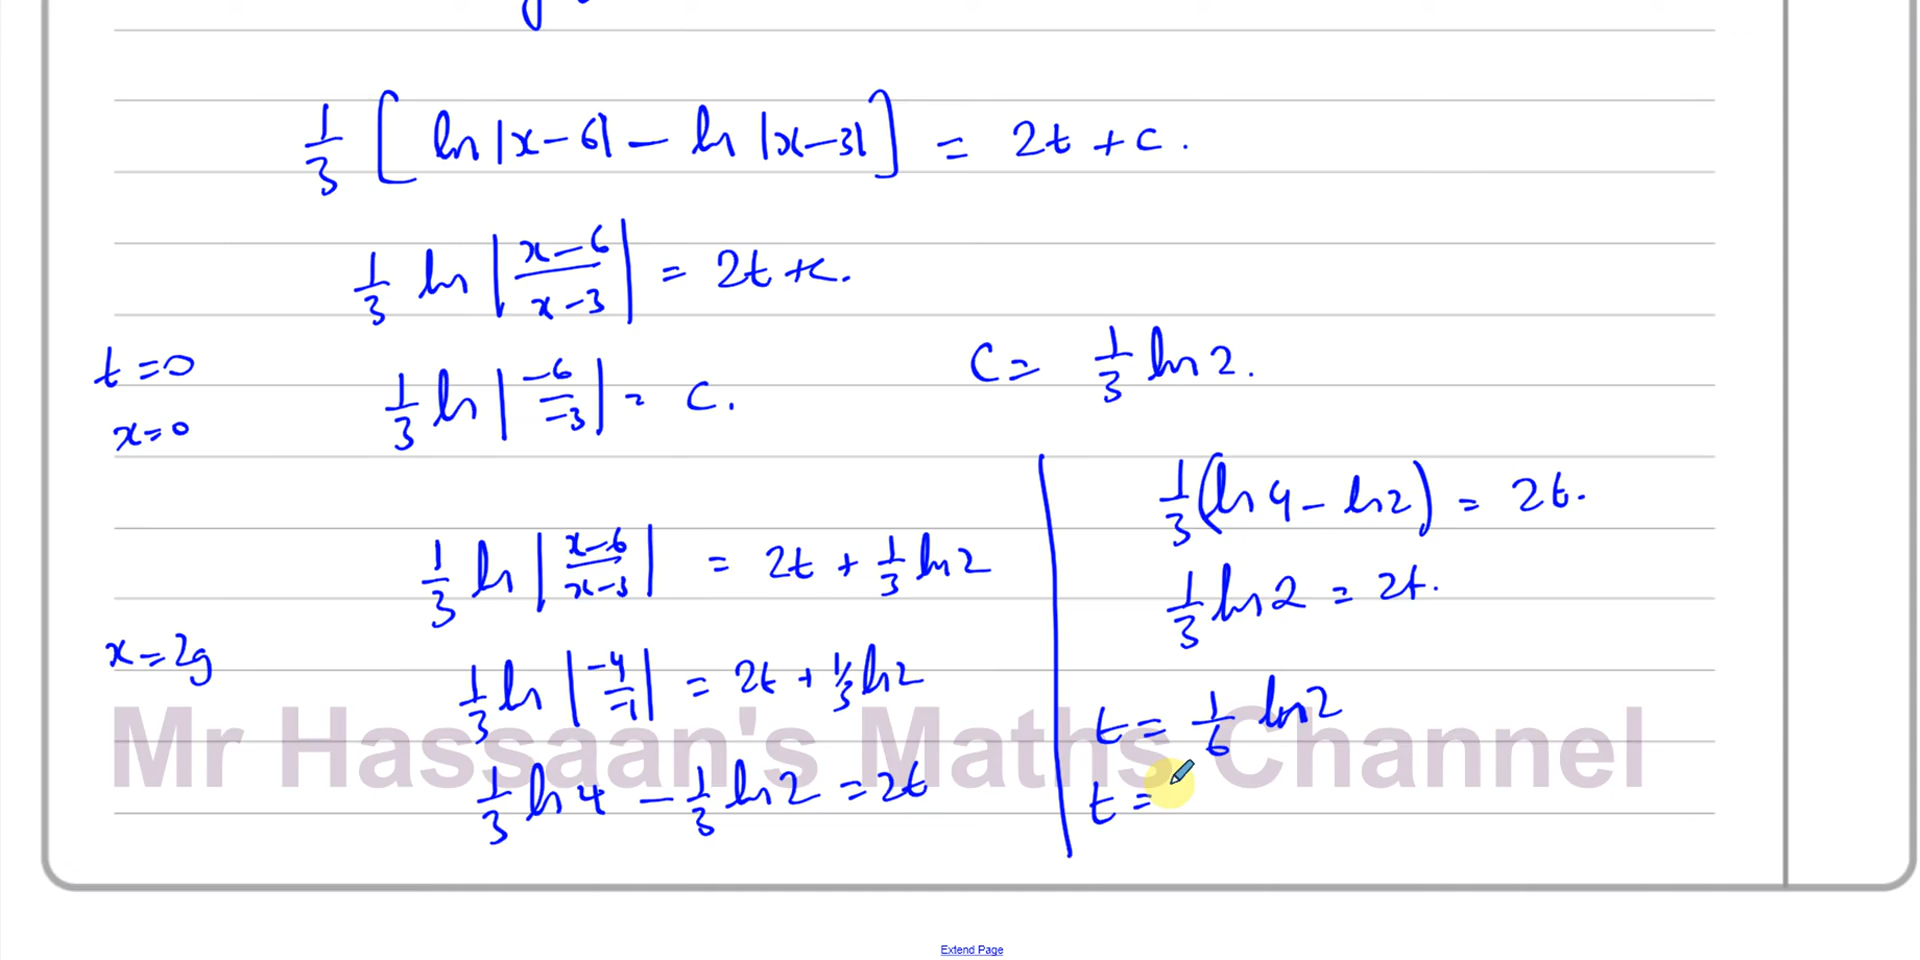 1/3 [ ln|x-6| - ln|x-3| ] = 2t + c.
1/3 ln |(x-6)/(x-3)| = 2t + c.
t = 0
x = 0
1/3 ln |-6/-3| = c.
C = 1/3 ln 2.
1/3 ln |(x-6)/(x-3)| = 2t + 1/3 ln 2
x = 2g
1/3 ln |-4/-1| = 2t + 1/3 ln 2
1/3 ln 4 - 1/3 ln 2 = 2t
1/3 (ln 4 - ln 2) = 2t.
1/3 ln 2 = 2t.
t = 1/6 ln 2
t =
Mr Hassaan's Maths Channel
Extend Page